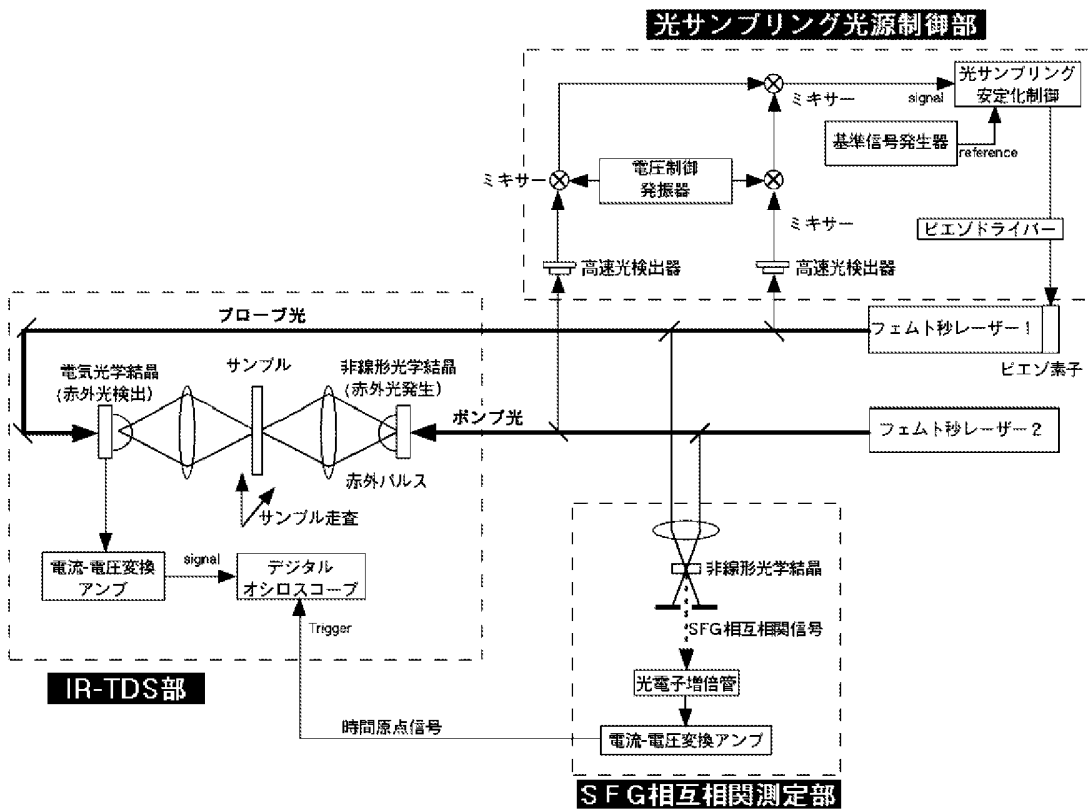 光サンプリング光源制御部
ミキサー
signal
光サンプリング
安定化制御
基準信号発生器
reference
ミキサー
電圧制御
発振器
ミキサー
ピエゾドライバー
高速光検出器
高速光検出器
プローブ光
フェムト秒レーザー1
ピエゾ素子
電気光学結晶
(赤外光検出)
サンプル
非線形光学結晶
(赤外光発生)
ポンプ光
フェムト秒レーザー2
赤外パルス
サンプル走査
電流-電圧変換
アンプ
signal
デジタル
オシロスコープ
Trigger
非線形光学結晶
SFG相互相関信号
IR-TDS部
光電子増倍管
時間原点信号
電流-電圧変換アンプ
SFG相互相関測定部